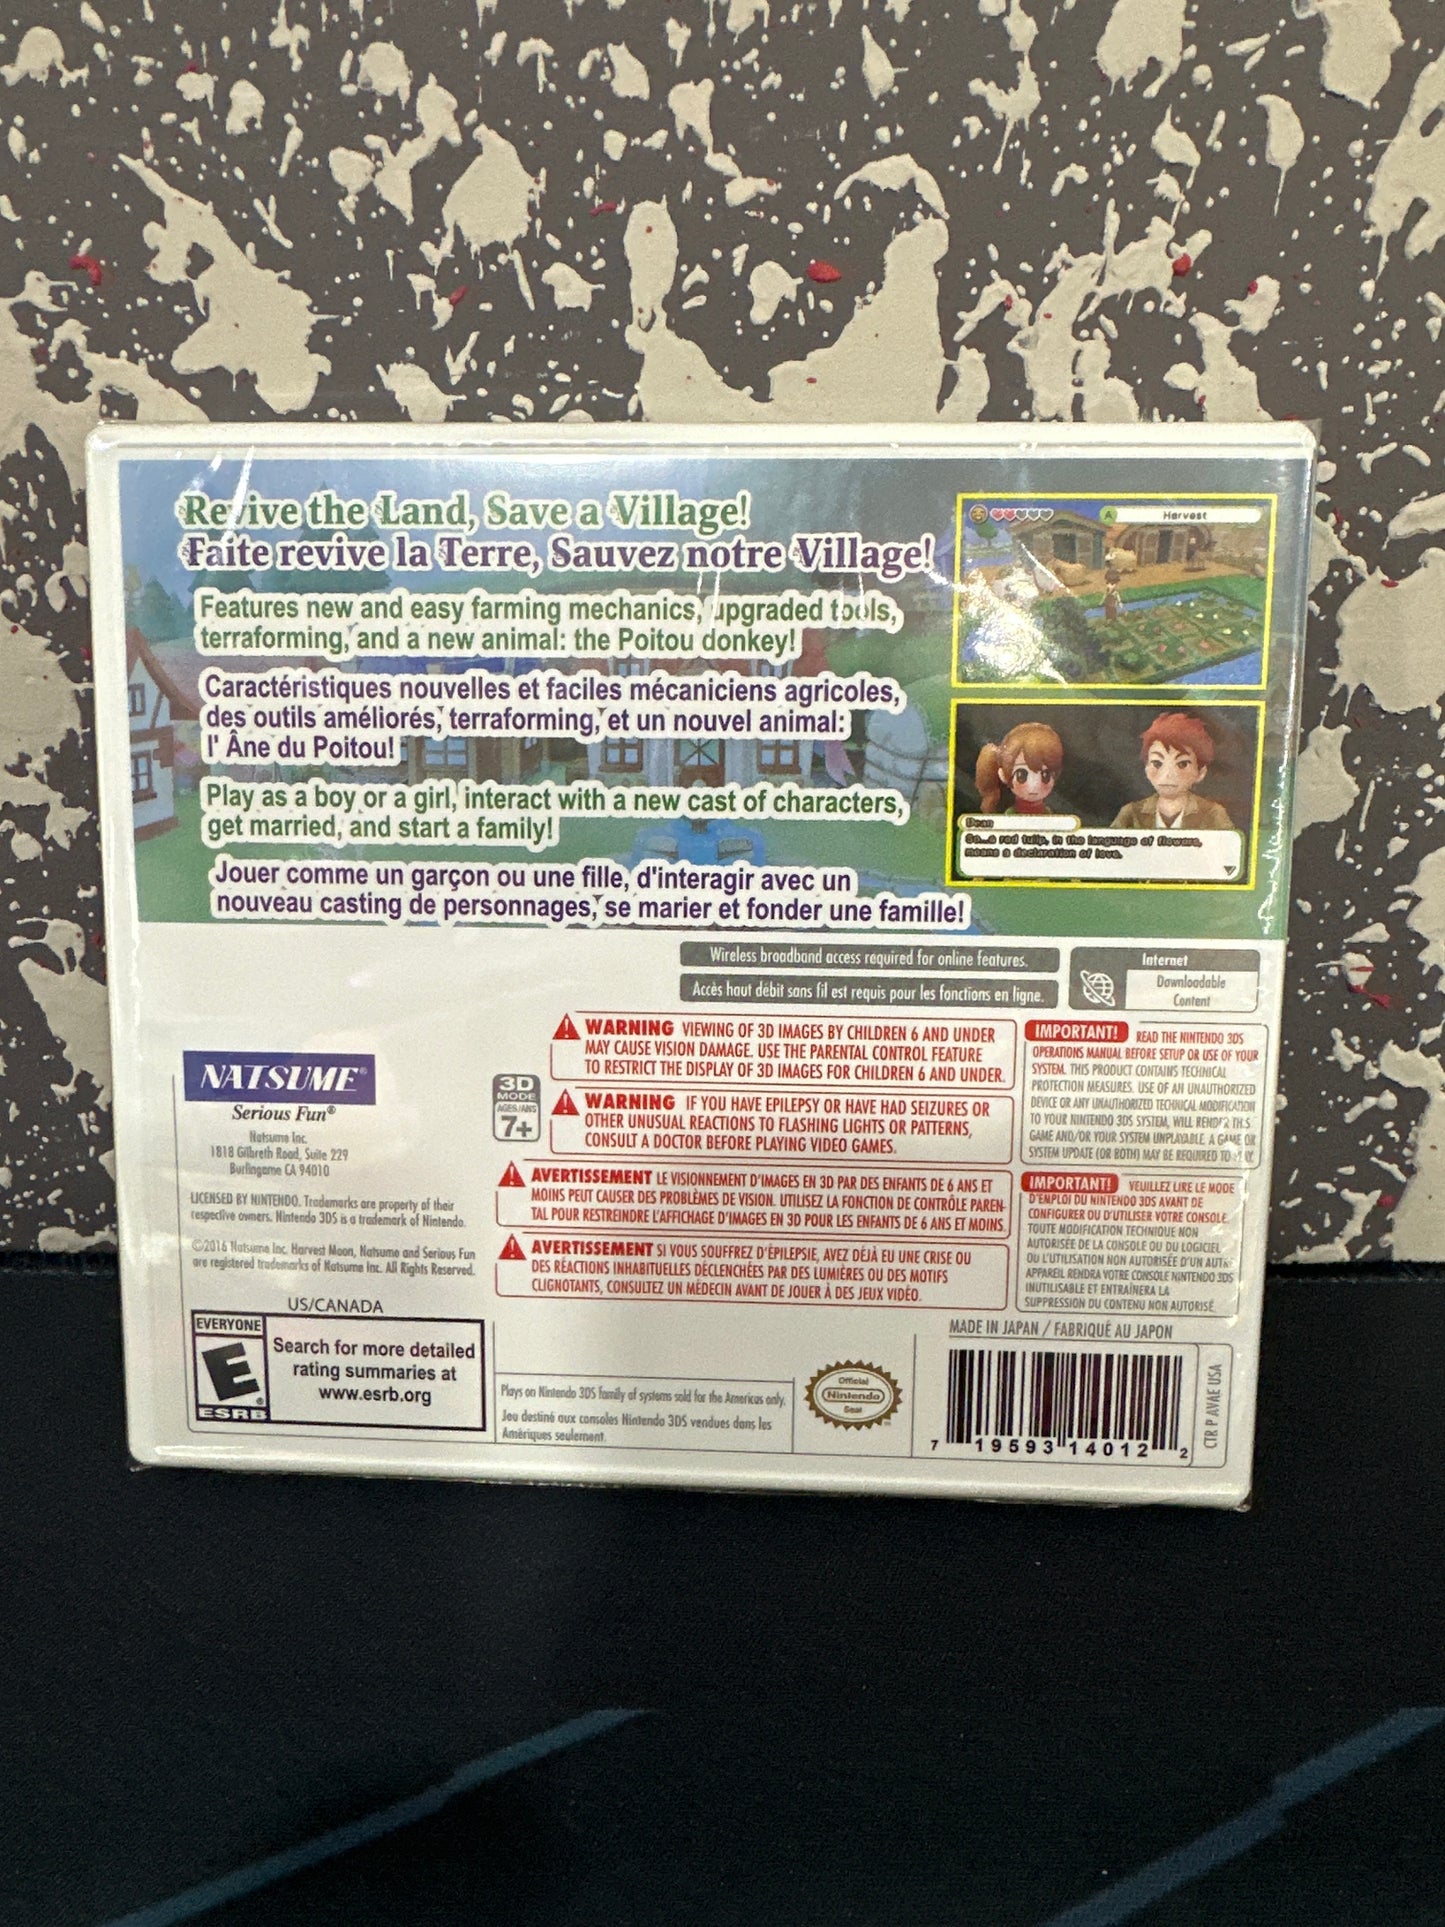 Revive the Land, Save a Village!
Faite revive la Terre, Sauvez notre Village!
Features new and easy farming mechanics, upgraded tools,
terraforming, and a new animal: the Poitou donkey!
Caractéristiques nouvelles et faciles mécaniciens agricoles,
des outils améliorés, terraforming, et un nouvel animal:
l' Âne du Poitou!
Play as a boy or a girl, interact with a new cast of characters,
get married, and start a family!
Jouer comme un garçon ou une fille, d'interagir avec un
nouveau casting de personnages, se marier et fonder une famille!
A Harvest
Dean
So...a red tulip, in the language of flowers,
means a declaration of love.
Wireless broadband access required for online features.
Accès haut débit sans fil est requis pour les fonctions en ligne.
Internet
Downloadable
Content
NATSUME®
Serious Fun®
Natsume Inc.
1818 Gilbreth Road, Suite 229
Burlingame CA 94010
LICENSED BY NINTENDO. Trademarks are property of their
respective owners. Nintendo 3DS is a trademark of Nintendo.
©2016 Natsume Inc. Harvest Moon, Natsume and Serious Fun
are registered trademarks of Natsume Inc. All Rights Reserved.
3D
MODE
AGES/ANS
7+
WARNING VIEWING OF 3D IMAGES BY CHILDREN 6 AND UNDER
MAY CAUSE VISION DAMAGE. USE THE PARENTAL CONTROL FEATURE
TO RESTRICT THE DISPLAY OF 3D IMAGES FOR CHILDREN 6 AND UNDER.
WARNING IF YOU HAVE EPILEPSY OR HAVE HAD SEIZURES OR
OTHER UNUSUAL REACTIONS TO FLASHING LIGHTS OR PATTERNS,
CONSULT A DOCTOR BEFORE PLAYING VIDEO GAMES.
AVERTISSEMENT LE VISIONNEMENT D'IMAGES EN 3D PAR DES ENFANTS DE 6 ANS ET
MOINS PEUT CAUSER DES PROBLÈMES DE VISION. UTILISEZ LA FONCTION DE CONTRÔLE PAREN-
TAL POUR RESTREINDRE L'AFFICHAGE D'IMAGES EN 3D POUR LES ENFANTS DE 6 ANS ET MOINS.
AVERTISSEMENT SI VOUS SOUFFREZ D'ÉPILEPSIE, AVEZ DÉJÀ EU UNE CRISE OU
DES RÉACTIONS INHABITUELLES DÉCLENCHÉES PAR DES LUMIÈRES OU DES MOTIFS
CLIGNOTANTS, CONSULTEZ UN MÉDECIN AVANT DE JOUER À DES JEUX VIDÉO.
IMPORTANT! READ THE NINTENDO 3DS
OPERATIONS MANUAL BEFORE SETUP OR USE OF YOUR
SYSTEM. THIS PRODUCT CONTAINS TECHNICAL
PROTECTION MEASURES. USE OF AN UNAUTHORIZED
DEVICE OR ANY UNAUTHORIZED TECHNICAL MODIFICATION
TO YOUR NINTENDO 3DS SYSTEM, WILL RENDER THIS
GAME AND/OR YOUR SYSTEM UNPLAYABLE. A GAME OR
SYSTEM UPDATE (OR BOTH) MAY BE REQUIRED TO PLAY.
IMPORTANT! VEUILLEZ LIRE LE MODE
D'EMPLOI DU NINTENDO 3DS AVANT DE
CONFIGURER OU D'UTILISER VOTRE CONSOLE.
TOUTE MODIFICATION TECHNIQUE NON
AUTORISÉE DE LA CONSOLE OU DU LOGICIEL
OU L'UTILISATION NON AUTORISÉE D'UN AUTRE
APPAREIL RENDRA VOTRE CONSOLE NINTENDO 3DS
INUTILISABLE ET ENTRAÎNERA LA
SUPPRESSION DU CONTENU NON AUTORISÉ.
US/CANADA
EVERYONE
E
ESRB
Search for more detailed
rating summaries at
www.esrb.org
Plays on Nintendo 3DS family of systems sold for the Americas only.
Jeu destiné aux consoles Nintendo 3DS vendues dans les
Amériques seulement.
Official
Nintendo
Seal
MADE IN JAPAN / FABRIQUÉ AU JAPON
7 19593 14012 2
CTR P AVAE USA